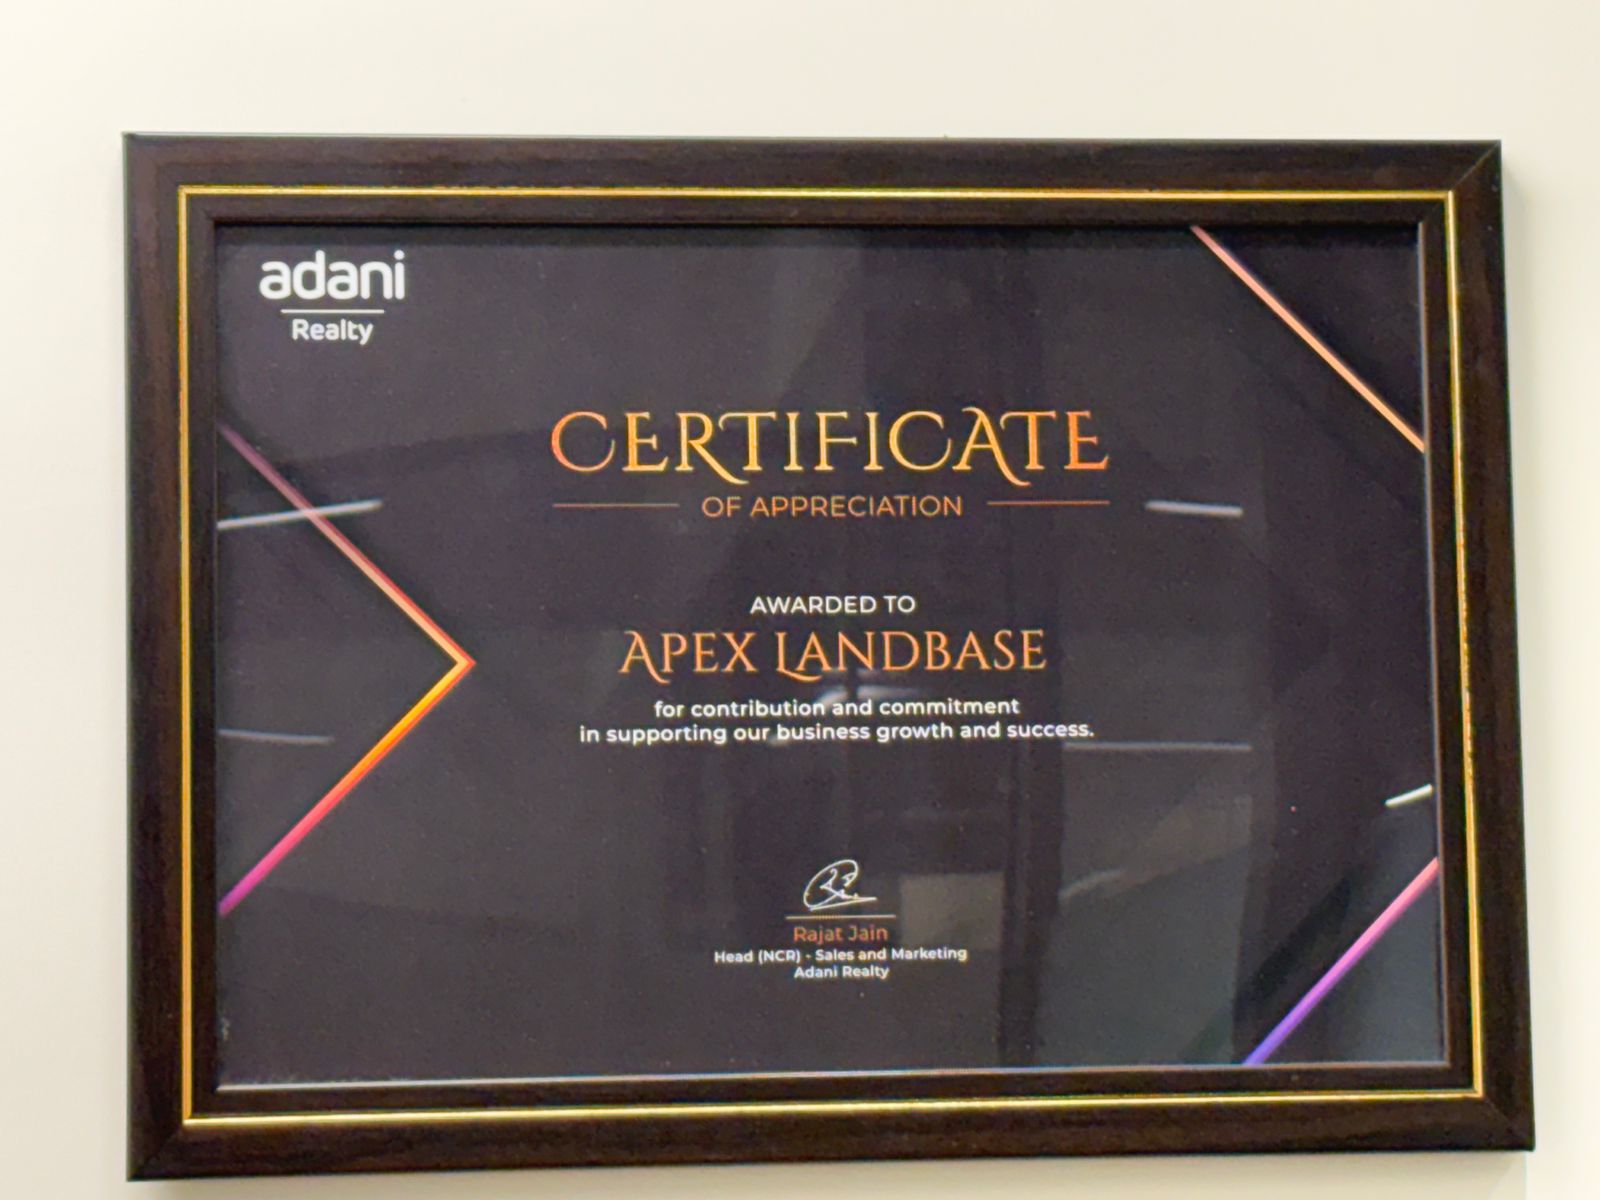 adani
Realty
CERTIFICATE
OF APPRECIATION
AWARDED TO
APEX LANDBASE
for contribution and commitment
in supporting our business growth and success.
Rajat Jain
Head (NCR) - Sales and Marketing
Adani Realty